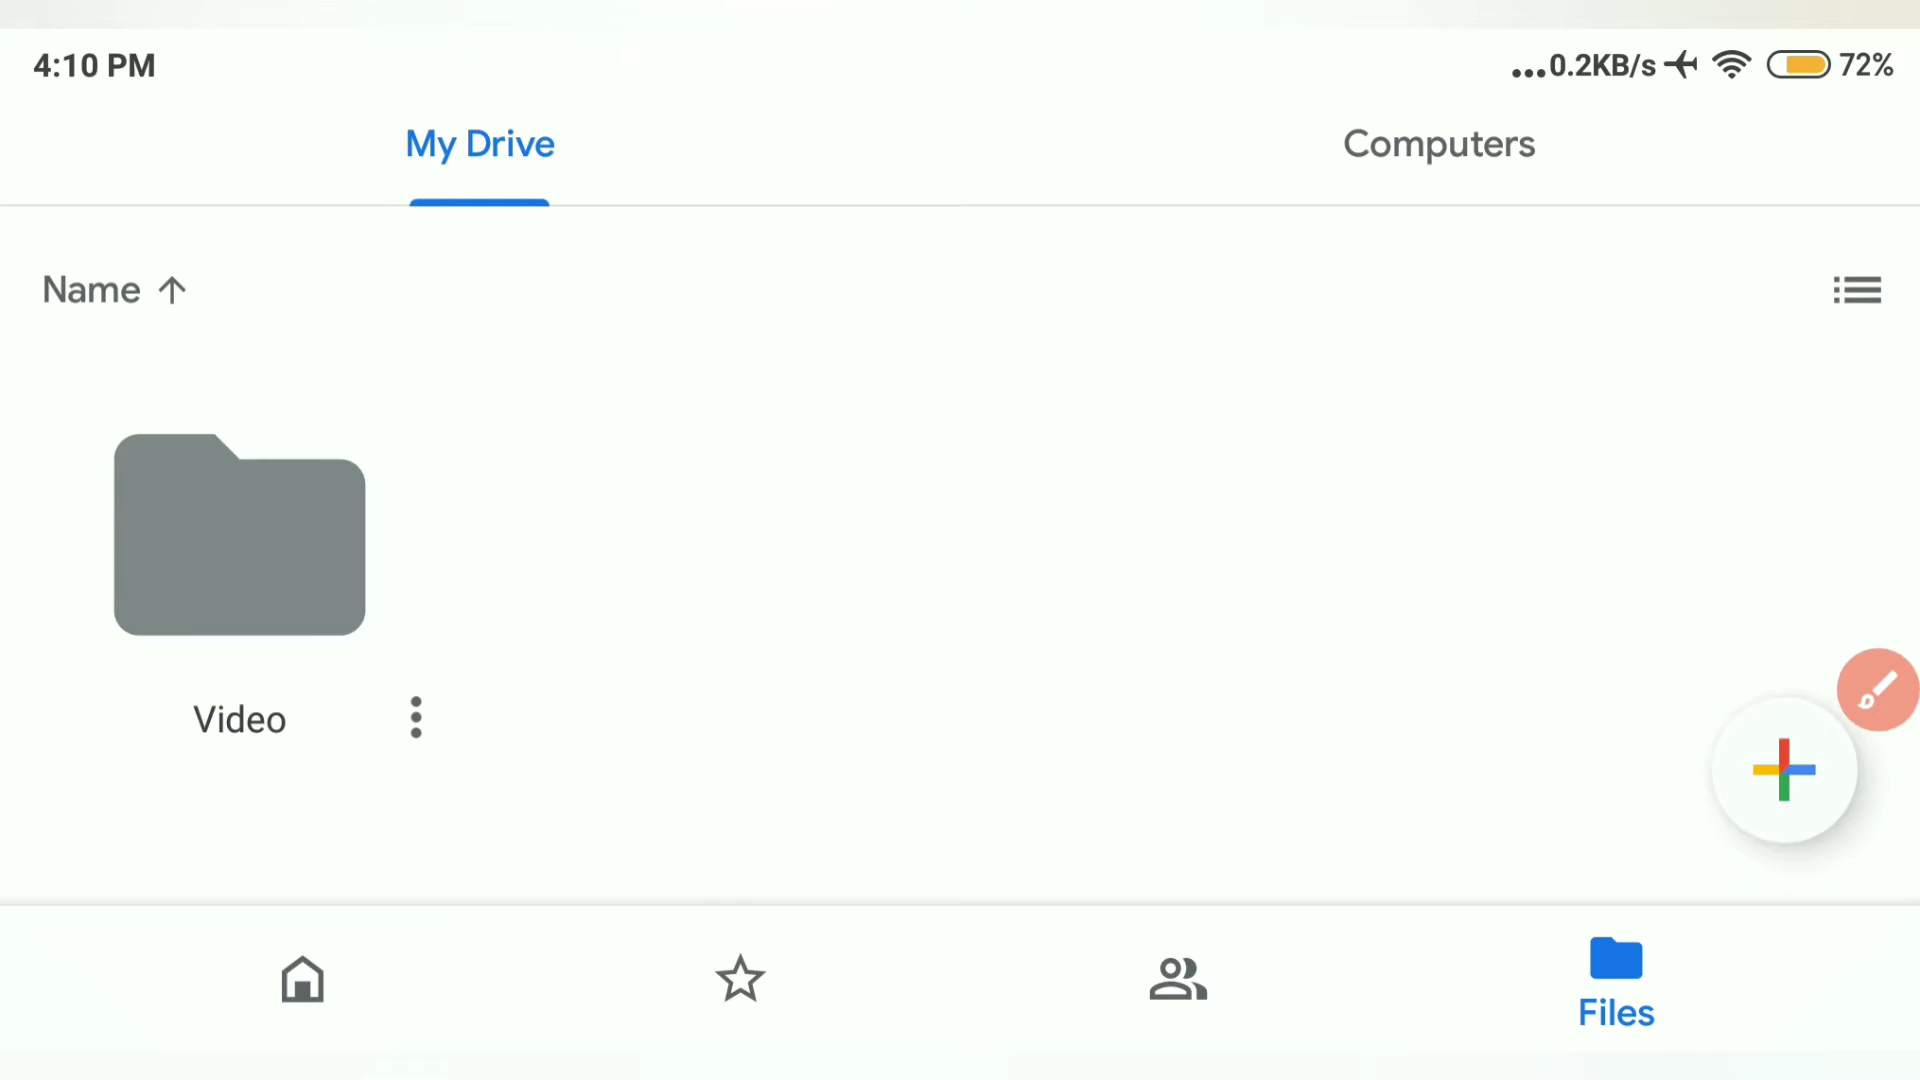 4:10 PM
...0.2KB/s 72%
My Drive
Computers
Name
Video
Files